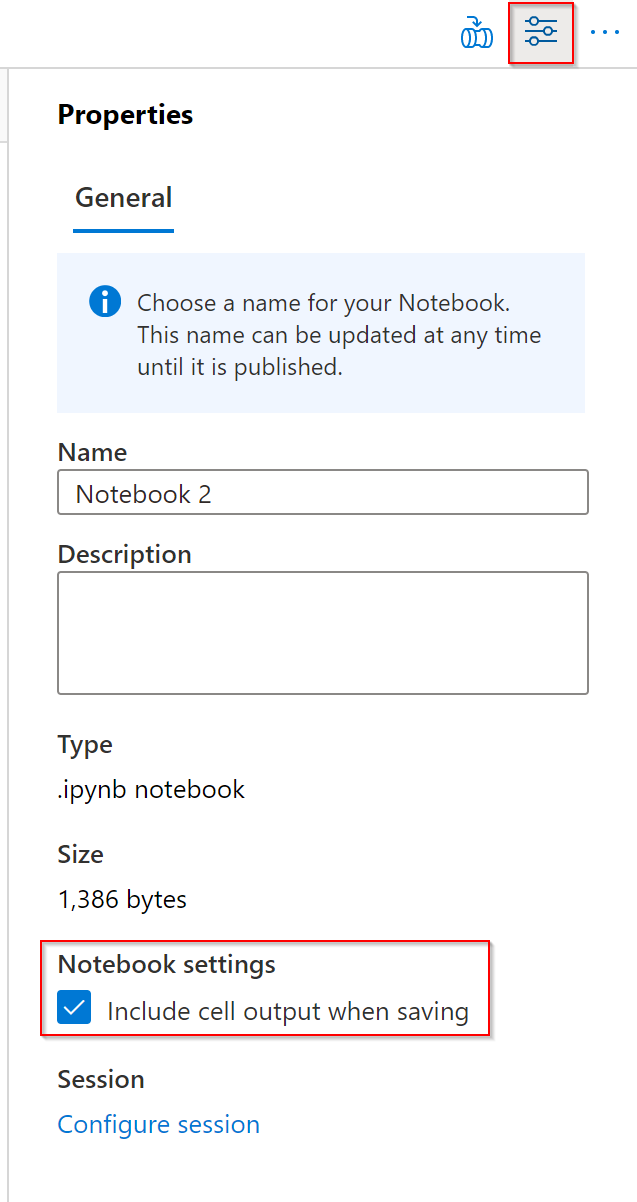 Properties
General
Choose a name for your Notebook.
This name can be updated at any time
until it is published.
Name
Notebook 2
Description
Type
.ipynb notebook
Size
1,386 bytes
Notebook settings
Include cell output when saving
Session
Configure session